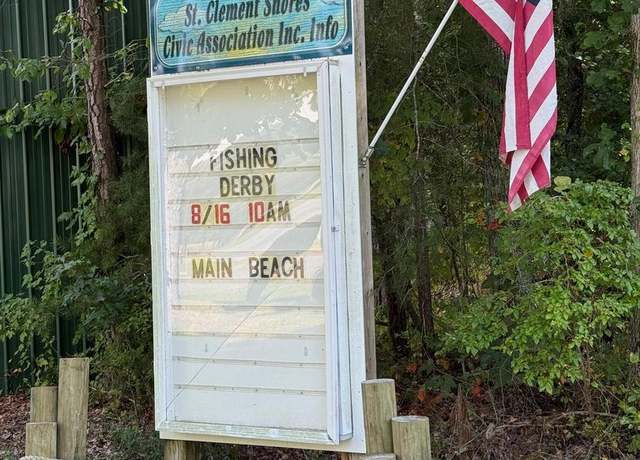 St. Clement Shores
Civic Association Inc. Info
FISHING
DERBY
8/16 10AM
MAIN BEACH